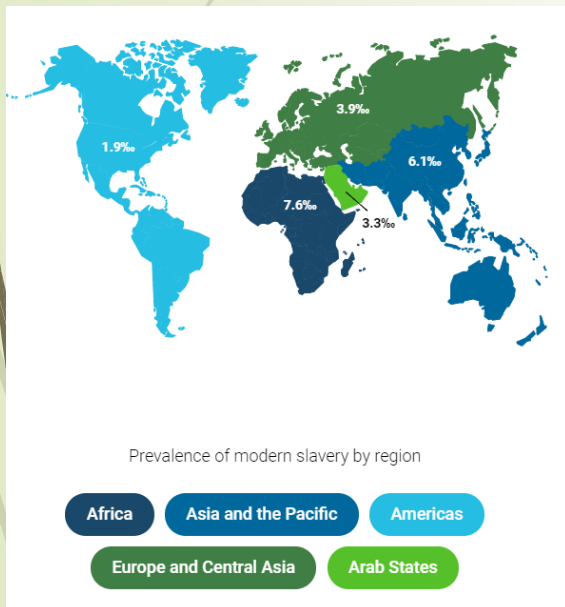 3.9‰
1.9‰
6.1‰
7.6‰
3.3‰
Prevalence of modern slavery by region
Africa
Asia and the Pacific
Americas
Europe and Central Asia
Arab States